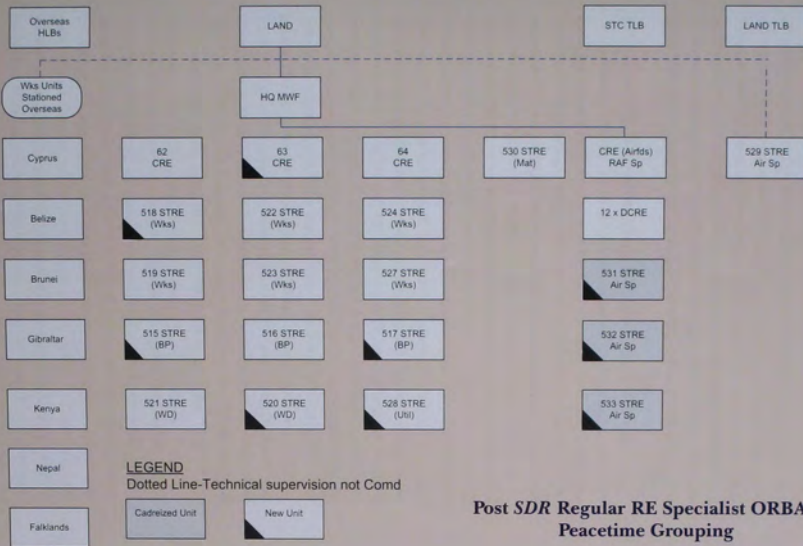 Overseas
HLBs
LAND
STC TLB
LAND TLB
Wks Units
Stationed
Overseas
HQ MWF
Cyprus
62
CRE
63
CRE
64
CRE
530 STRE
(Mat)
CRE (Airfds)
RAF Sp
529 STRE
Air Sp
Belize
518 STRE
(Wks)
522 STRE
(Wks)
524 STRE
(Wks)
12 x DCRE
Brunei
519 STRE
(Wks)
523 STRE
(Wks)
527 STRE
(Wks)
531 STRE
Air Sp
Gibraltar
515 STRE
(BP)
516 STRE
(BP)
517 STRE
(BP)
532 STRE
Air Sp
Kenya
521 STRE
(WD)
520 STRE
(WD)
528 STRE
(Util)
533 STRE
Air Sp
Nepal
LEGEND
Dotted Line-Technical supervision not Comd
Falklands
Cadreized Unit
New Unit
Post SDR Regular RE Specialist ORBA
Peacetime Grouping